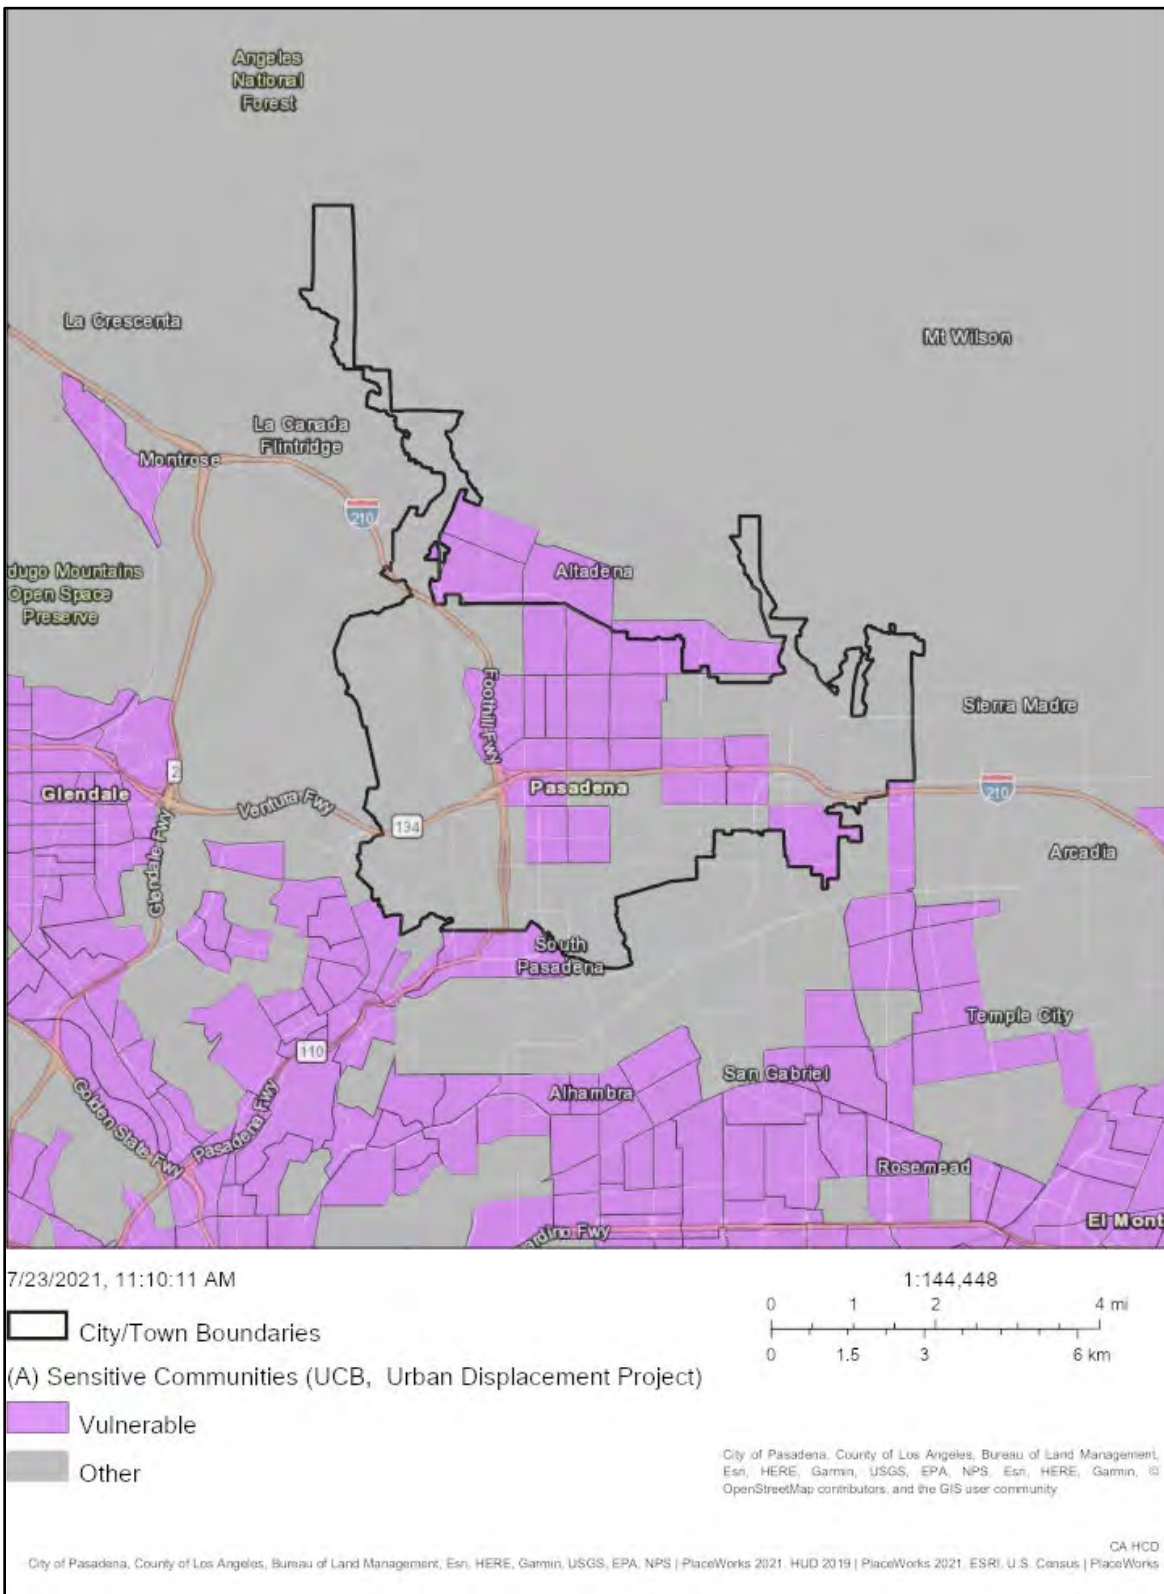 Angeles
National
Forest
La Crescenta
Mt Wilson
La Canada
Flintridge
Montrose
210
dugo Mountains
Open Space
Preserve
Altadena
Foothill Fwy
Sierra Madre
2
Glendale
Pasadena
210
Ventura Fwy
134
Glendale Fwy
Arcadia
South
Pasadena
Temple City
110
San Gabriel
Alhambra
Golden State Fwy
Pasadena Fwy
Rosemead
El Mont
rdino Fwy
7/23/2021, 11:10:11 AM
1:144,448
0 1 2 4 mi
0 1.5 3 6 km
City/Town Boundaries
(A) Sensitive Communities (UCB, Urban Displacement Project)
Vulnerable
Other
City of Pasadena, County of Los Angeles, Bureau of Land Management,
Esri, HERE, Garmin, USGS, EPA, NPS, Esri, HERE, Garmin, ©
OpenStreetMap contributors, and the GIS user community
CA HCD
City of Pasadena, County of Los Angeles, Bureau of Land Management, Esri, HERE, Garmin, USGS, EPA, NPS | PlaceWorks 2021, HUD 2019 | PlaceWorks 2021, ESRI, U.S. Census | PlaceWorks